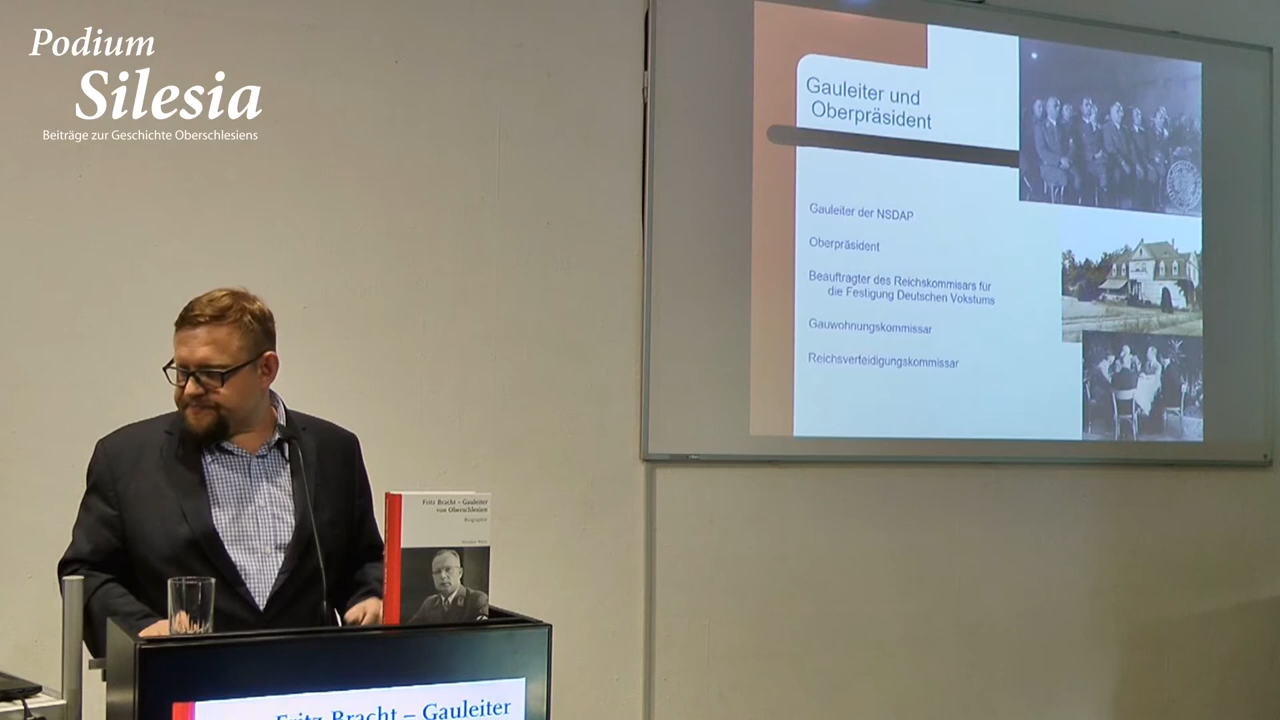 Podium
Silesia
Beiträge zur Geschichte Oberschlesiens
Gauleiter und
Oberpräsident
Gauleiter der NSDAP
Oberpräsident
Beauftragter des Reichskommisars für
die Festigung Deutschen Vokstums
Gauwohnungskommissar
Reichsverteidigungskommissar
Fritz Bracht – Gauleiter
von Oberschlesien
Biographie
Fritz Bracht – Gauleiter